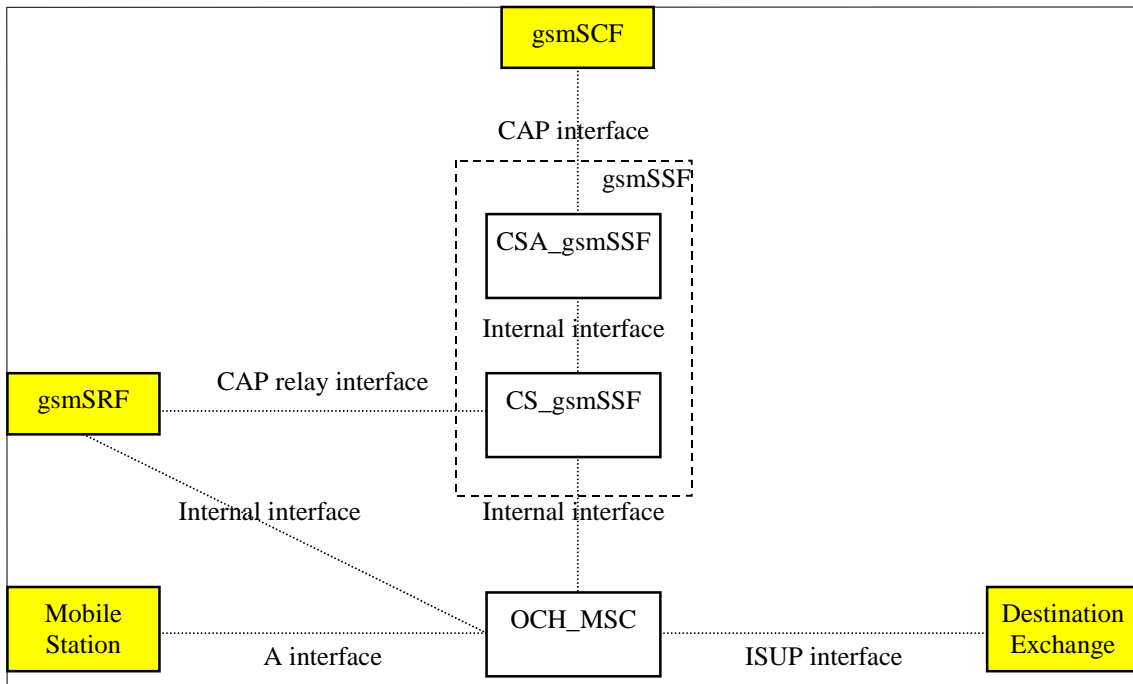 gsmSCF
CAP interface
gsmSSF
CSA_gsmSSF
Internal interface
CAP relay interface
gsmSRF
CS_gsmSSF
Internal interface
Internal interface
Mobile
Station
OCH_MSC
Destination
Exchange
A interface
ISUP interface